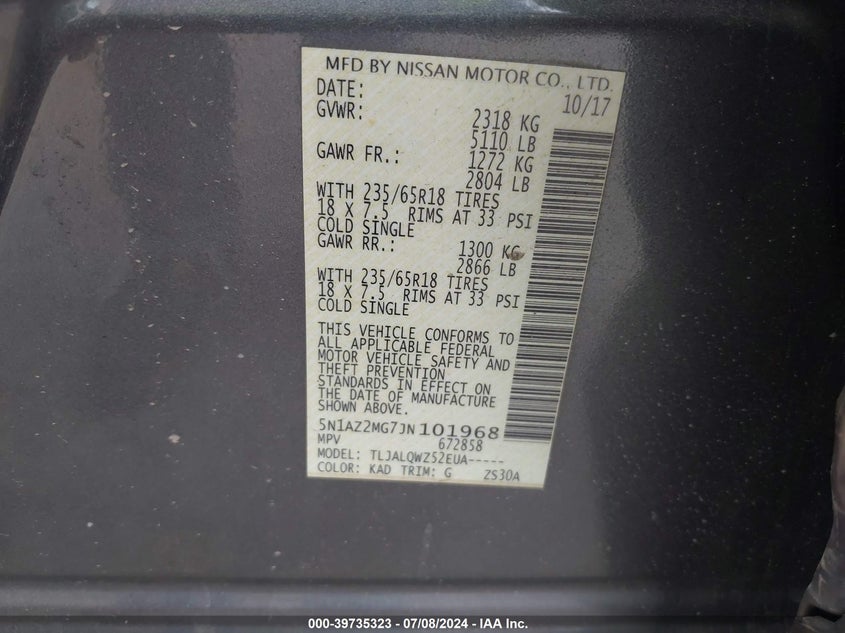 MFD BY NISSAN MOTOR CO., LTD.
DATE: 10/17
GVWR: 2318 KG
5110 LB
GAWR FR.: 1272 KG
2804 LB
WITH 235/65R18 TIRES
18 X 7.5 RIMS AT 33 PSI
COLD SINGLE
GAWR RR.: 1300 KG
2866 LB
WITH 235/65R18 TIRES
18 X 7.5 RIMS AT 33 PSI
COLD SINGLE
THIS VEHICLE CONFORMS TO
ALL APPLICABLE FEDERAL
MOTOR VEHICLE SAFETY AND
THEFT PREVENTION
STANDARDS IN EFFECT ON
THE DATE OF MANUFACTURE
SHOWN ABOVE.
5N1AZ2MG7JN101968
MPV 672858
MODEL: TLJALQWZ52EUA-----
COLOR: KAD TRIM: G ZS30A
000-39735323 - 07/08/2024 - IAA Inc.